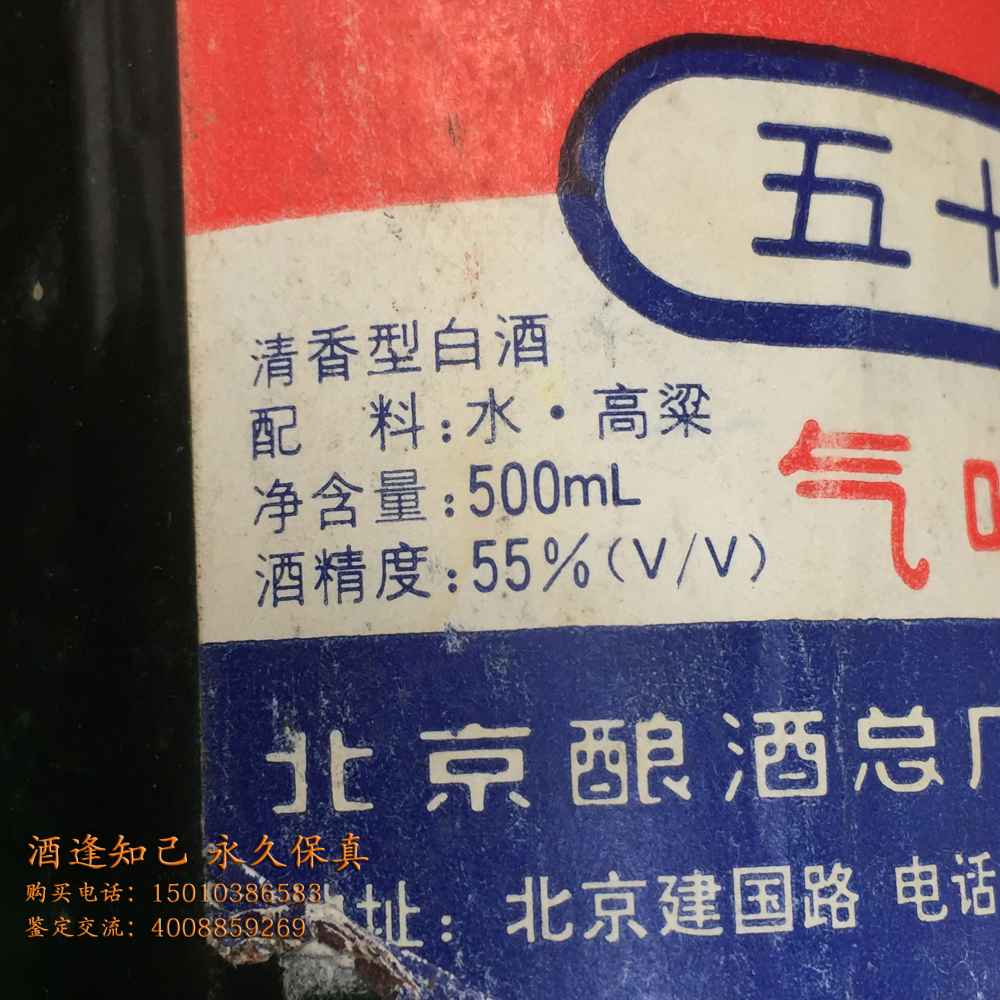 五十
清香型白酒
配 料:水·高粱
气
净含量:500mL
酒精度:55%(V/V)
北京酿酒总厂
址: 北京建国路 电话
酒逢知己 永久保真
购买电话: 15010386583
鉴定交流: 4008859269